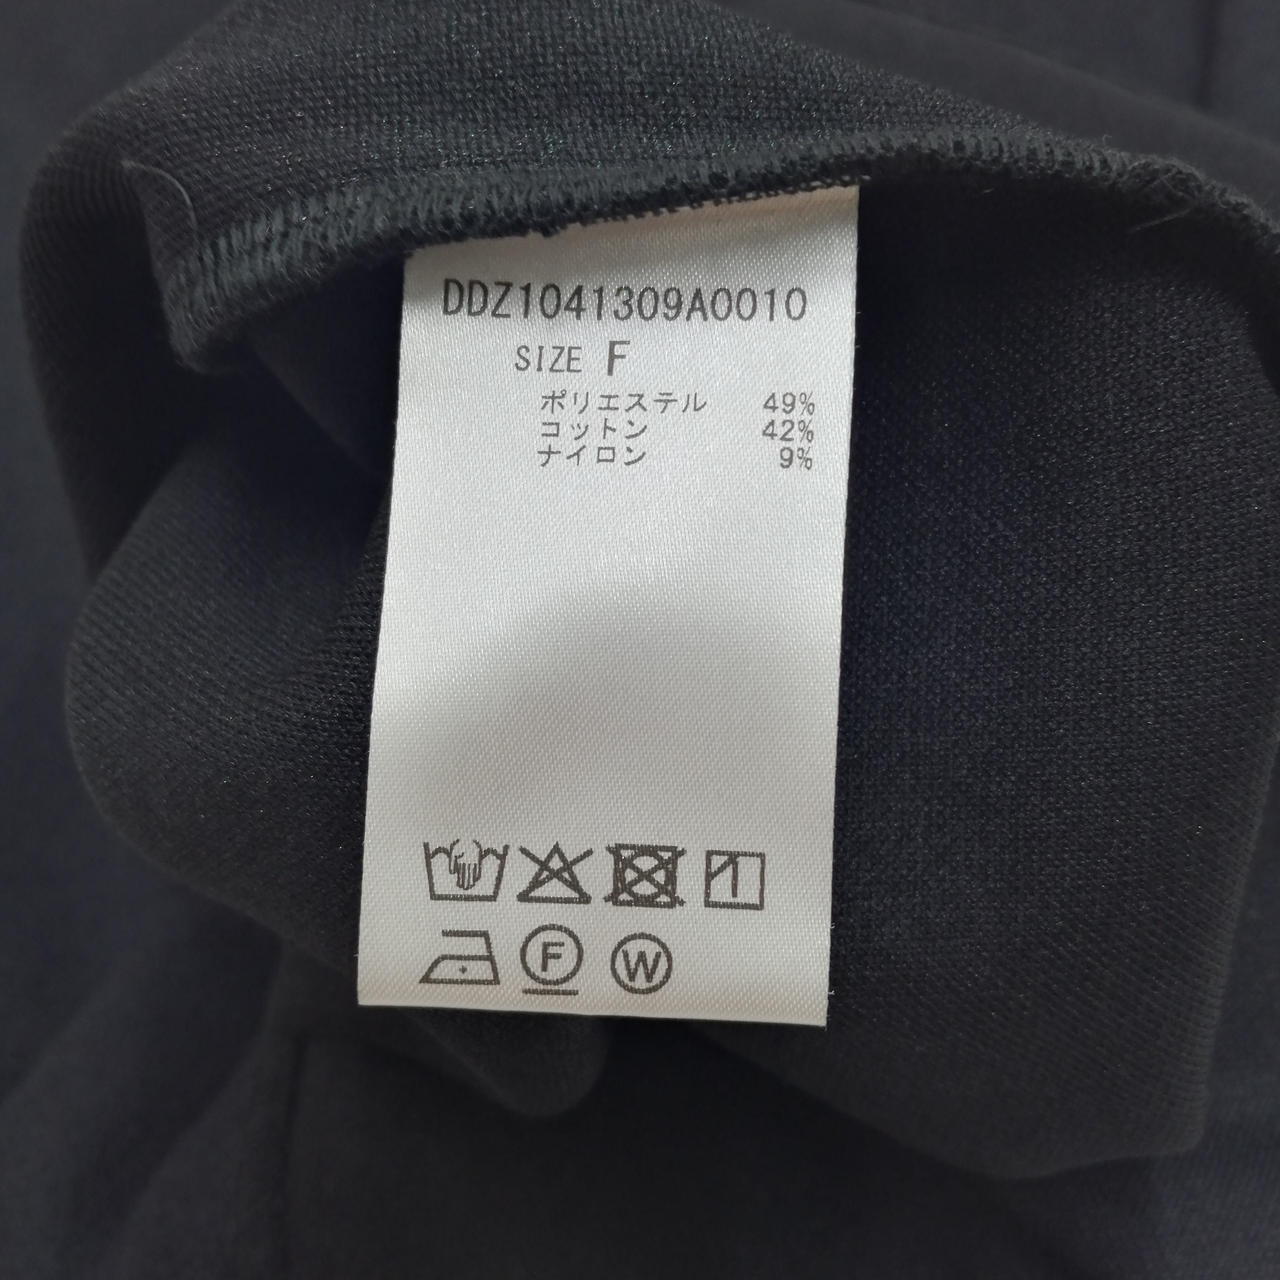 DDZ1041309A0010
SIZE F
ポリエステル 49%
コットン 42%
ナイロン 9%
F W